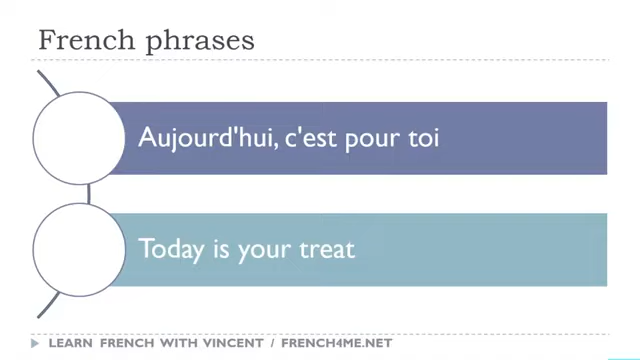 French phrases
Aujourd'hui, c'est pour toi
Today is your treat
LEARN FRENCH WITH VINCENT / FRENCH4ME.NET